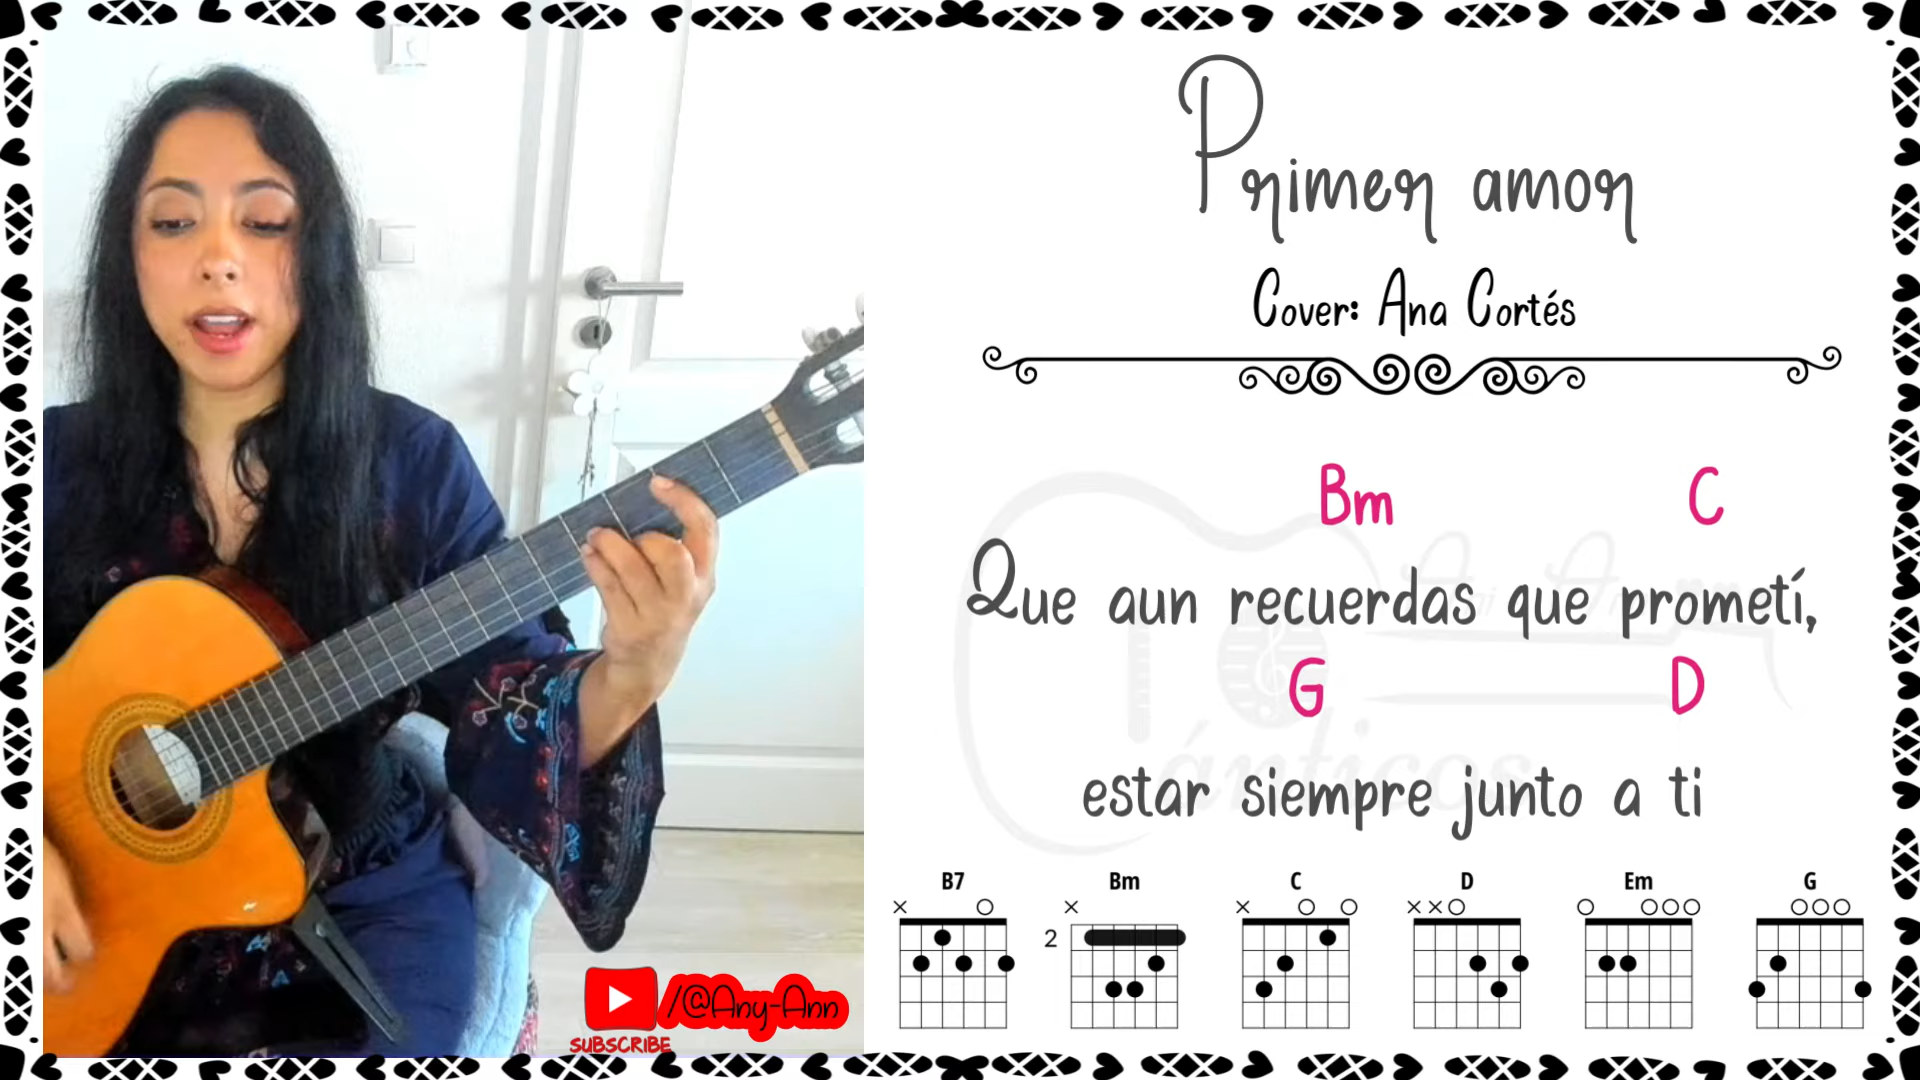 Primer amor
Cover: Ana Cortés
Bm C
Que aun recuerdas que prometí,
G D
estar siempre junto a ti
ánticos
B7 Bm C D Em G
2
/@Any-Ann
SUBSCRIBE